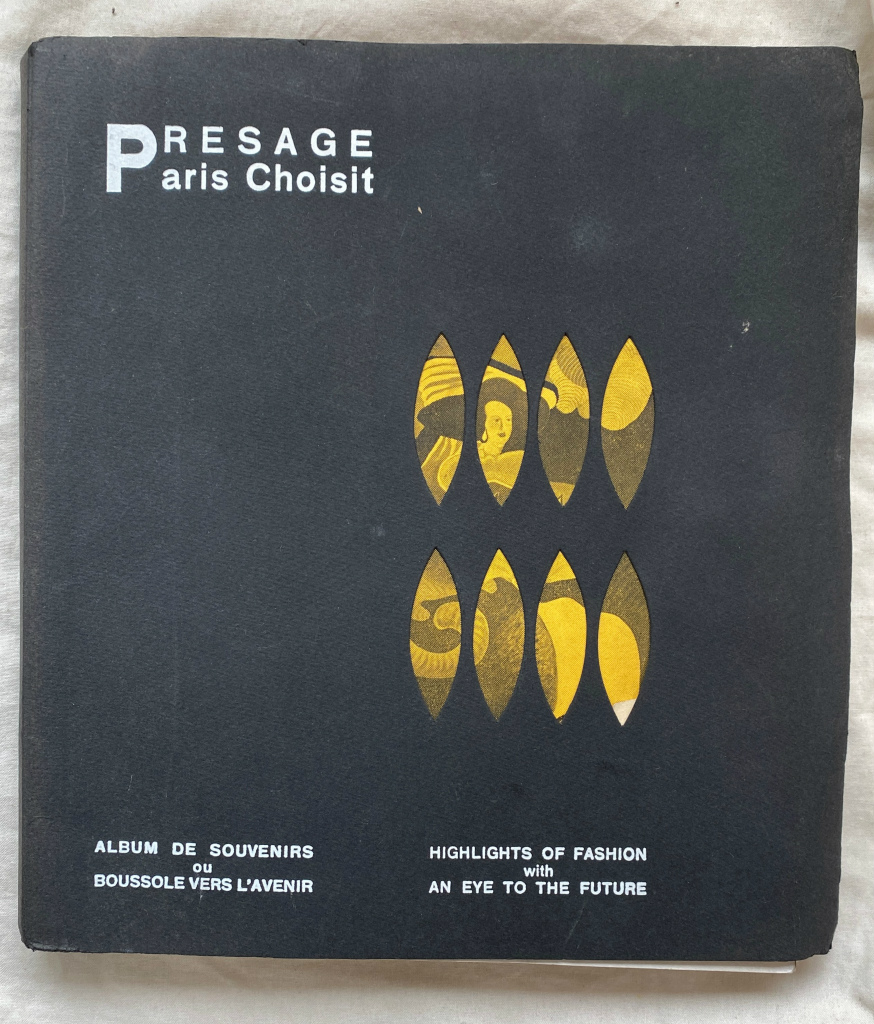 PRESAGE
Paris Choisit
ALBUM DE SOUVENIRS
ou
BOUSSOLE VERS L'AVENIR
HIGHLIGHTS OF FASHION
with
AN EYE TO THE FUTURE